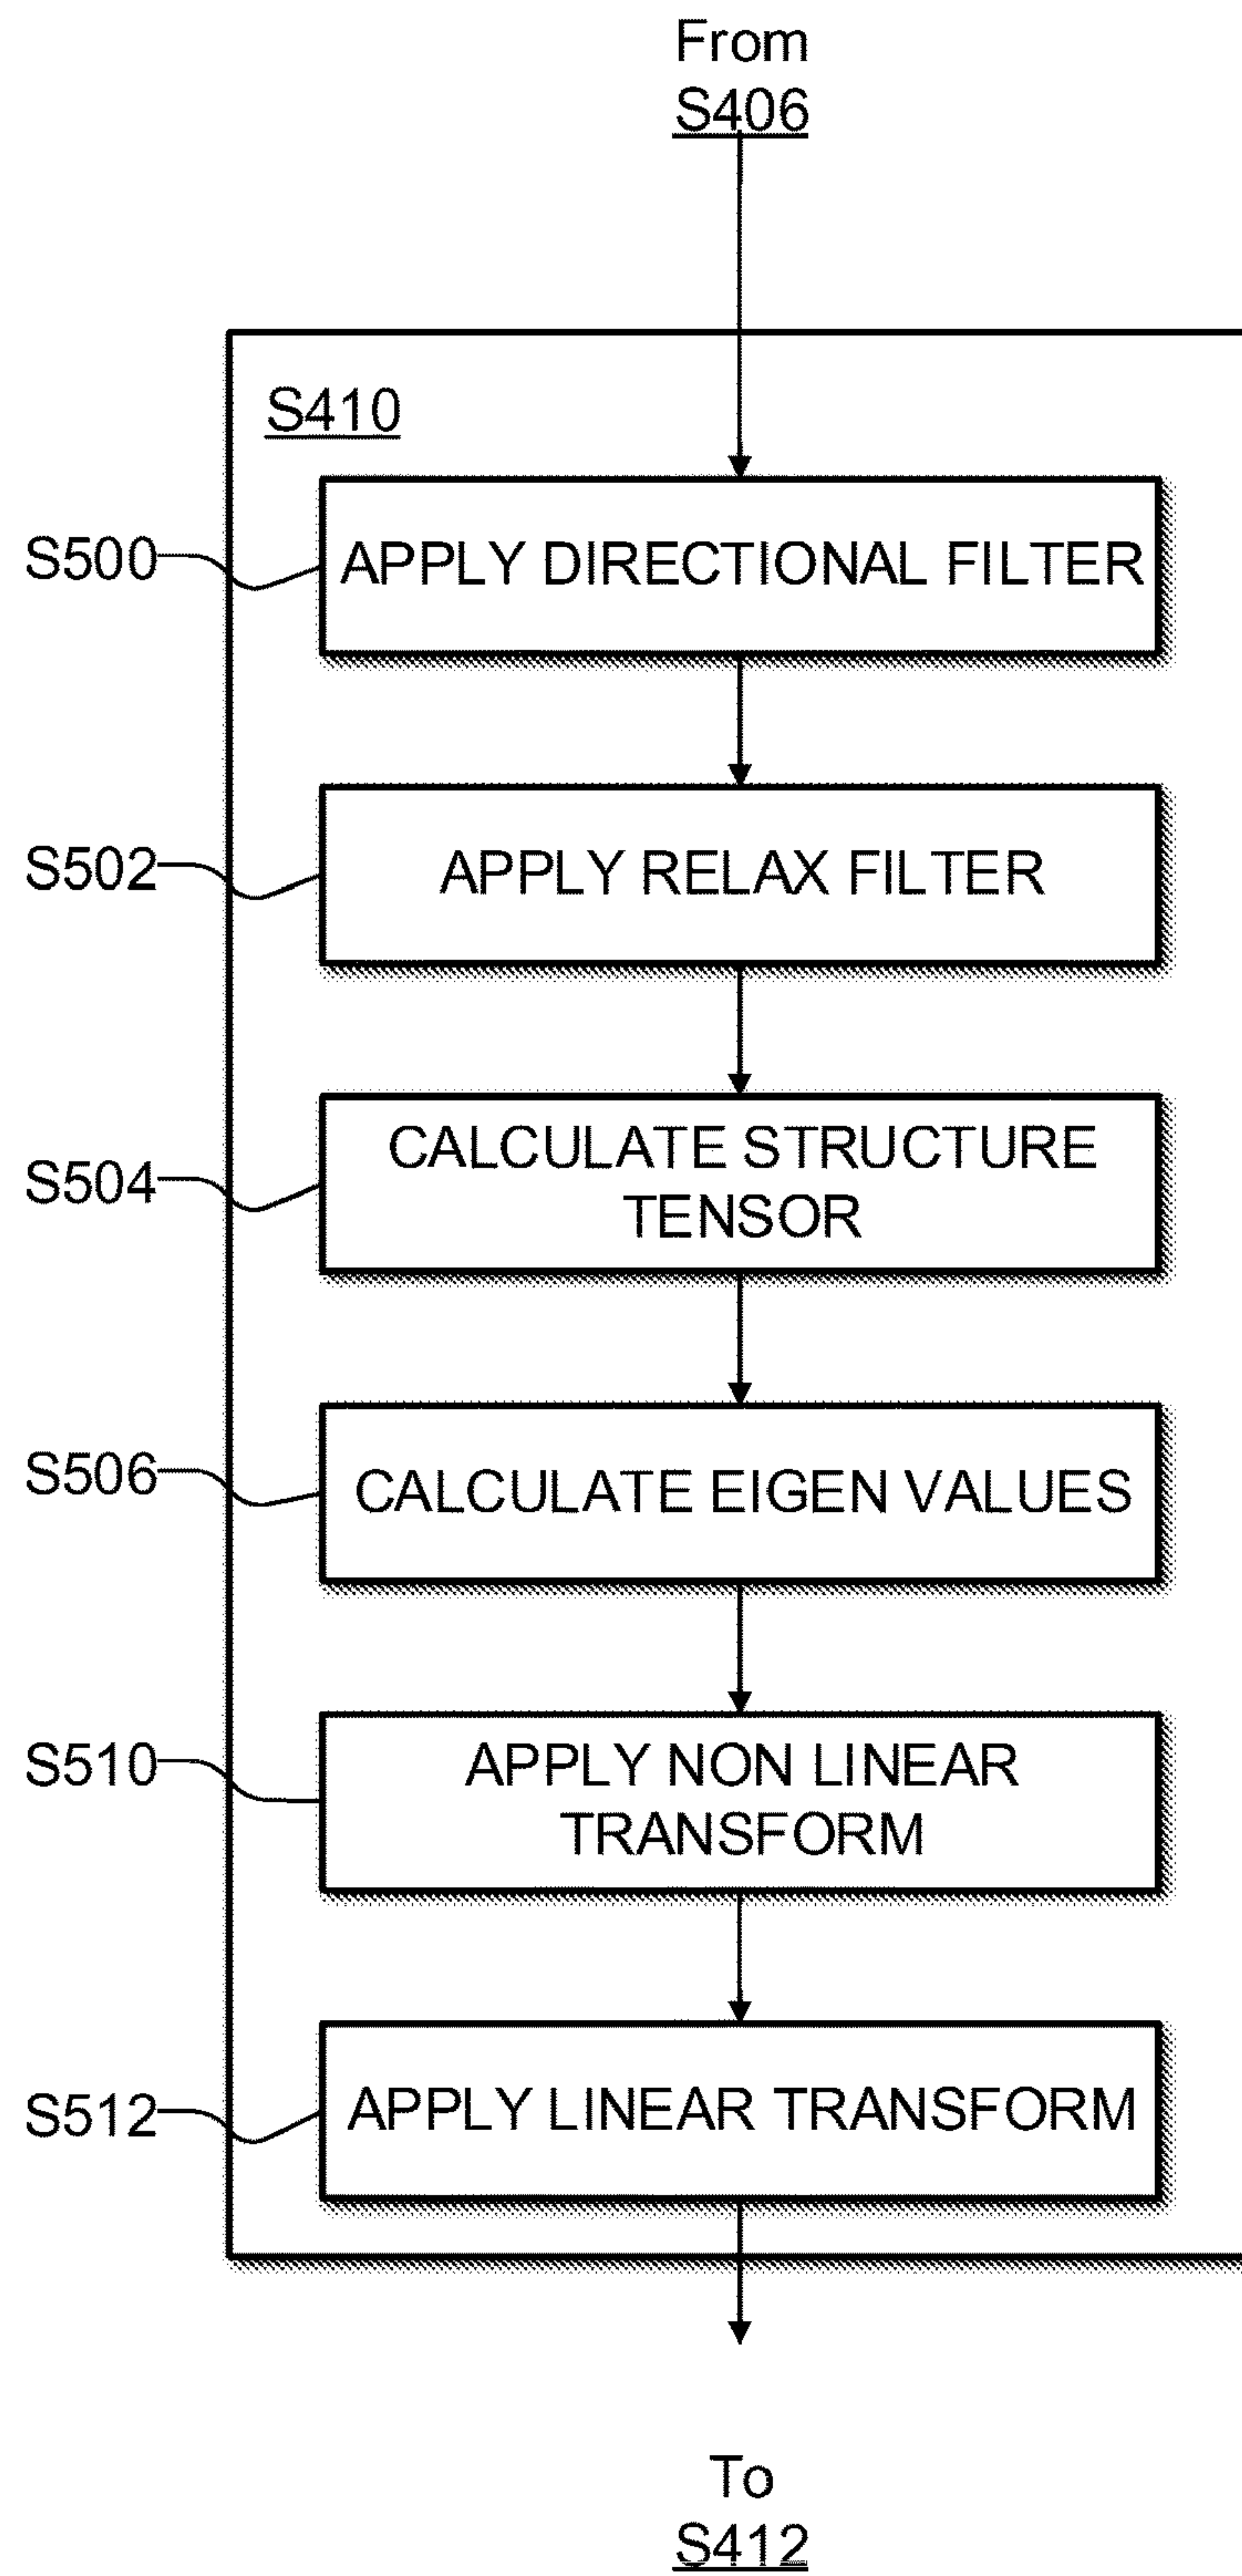 From
S406
S410
S500
APPLY DIRECTIONAL FILTER
S502
APPLY RELAX FILTER
S504
CALCULATE STRUCTURE
TENSOR
S506
CALCULATE EIGEN VALUES
S510
APPLY NON LINEAR
TRANSFORM
S512
APPLY LINEAR TRANSFORM
To
S412